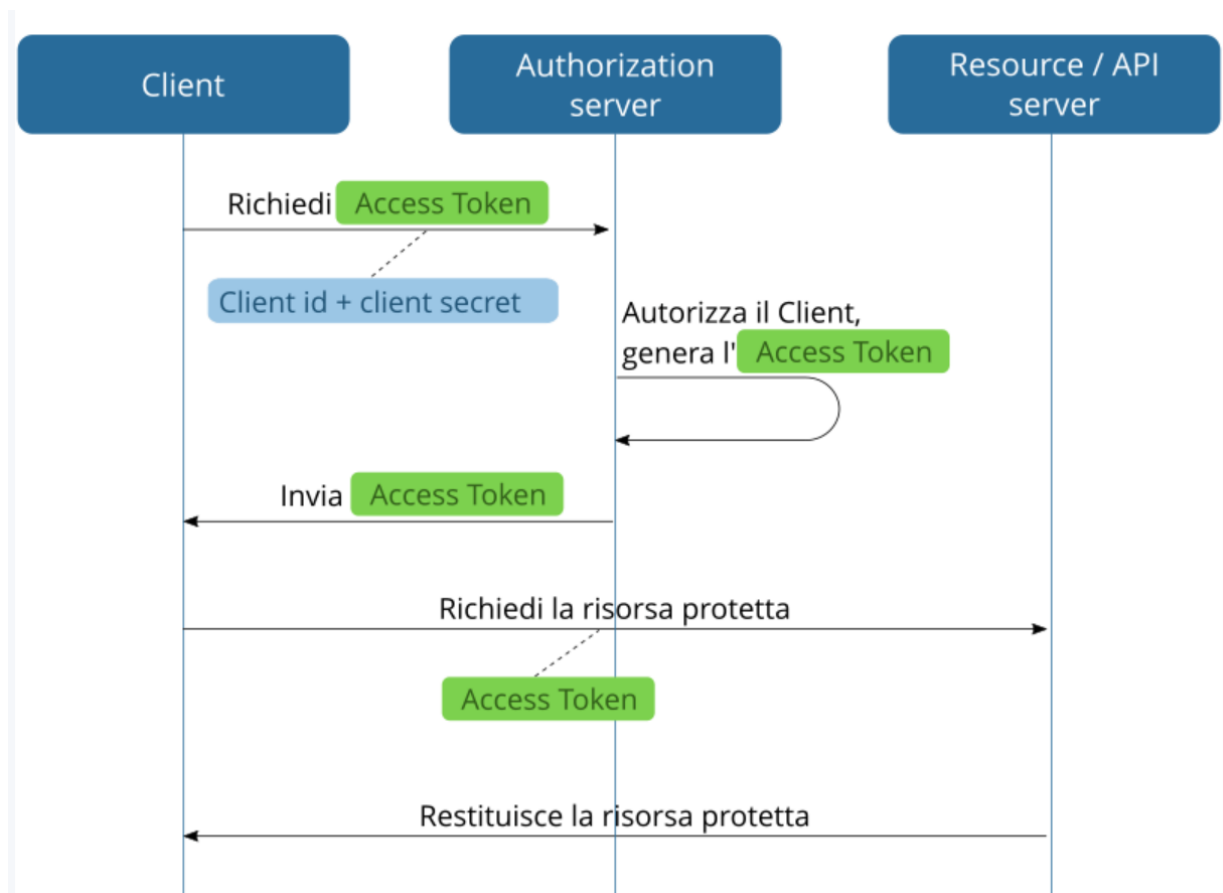 Client
Authorization
server
Resource / API
server
Richiedi Access Token
Client id + client secret
Autorizza il Client,
genera l' Access Token
Invia Access Token
Richiedi la risorsa protetta
Access Token
Restituisce la risorsa protetta